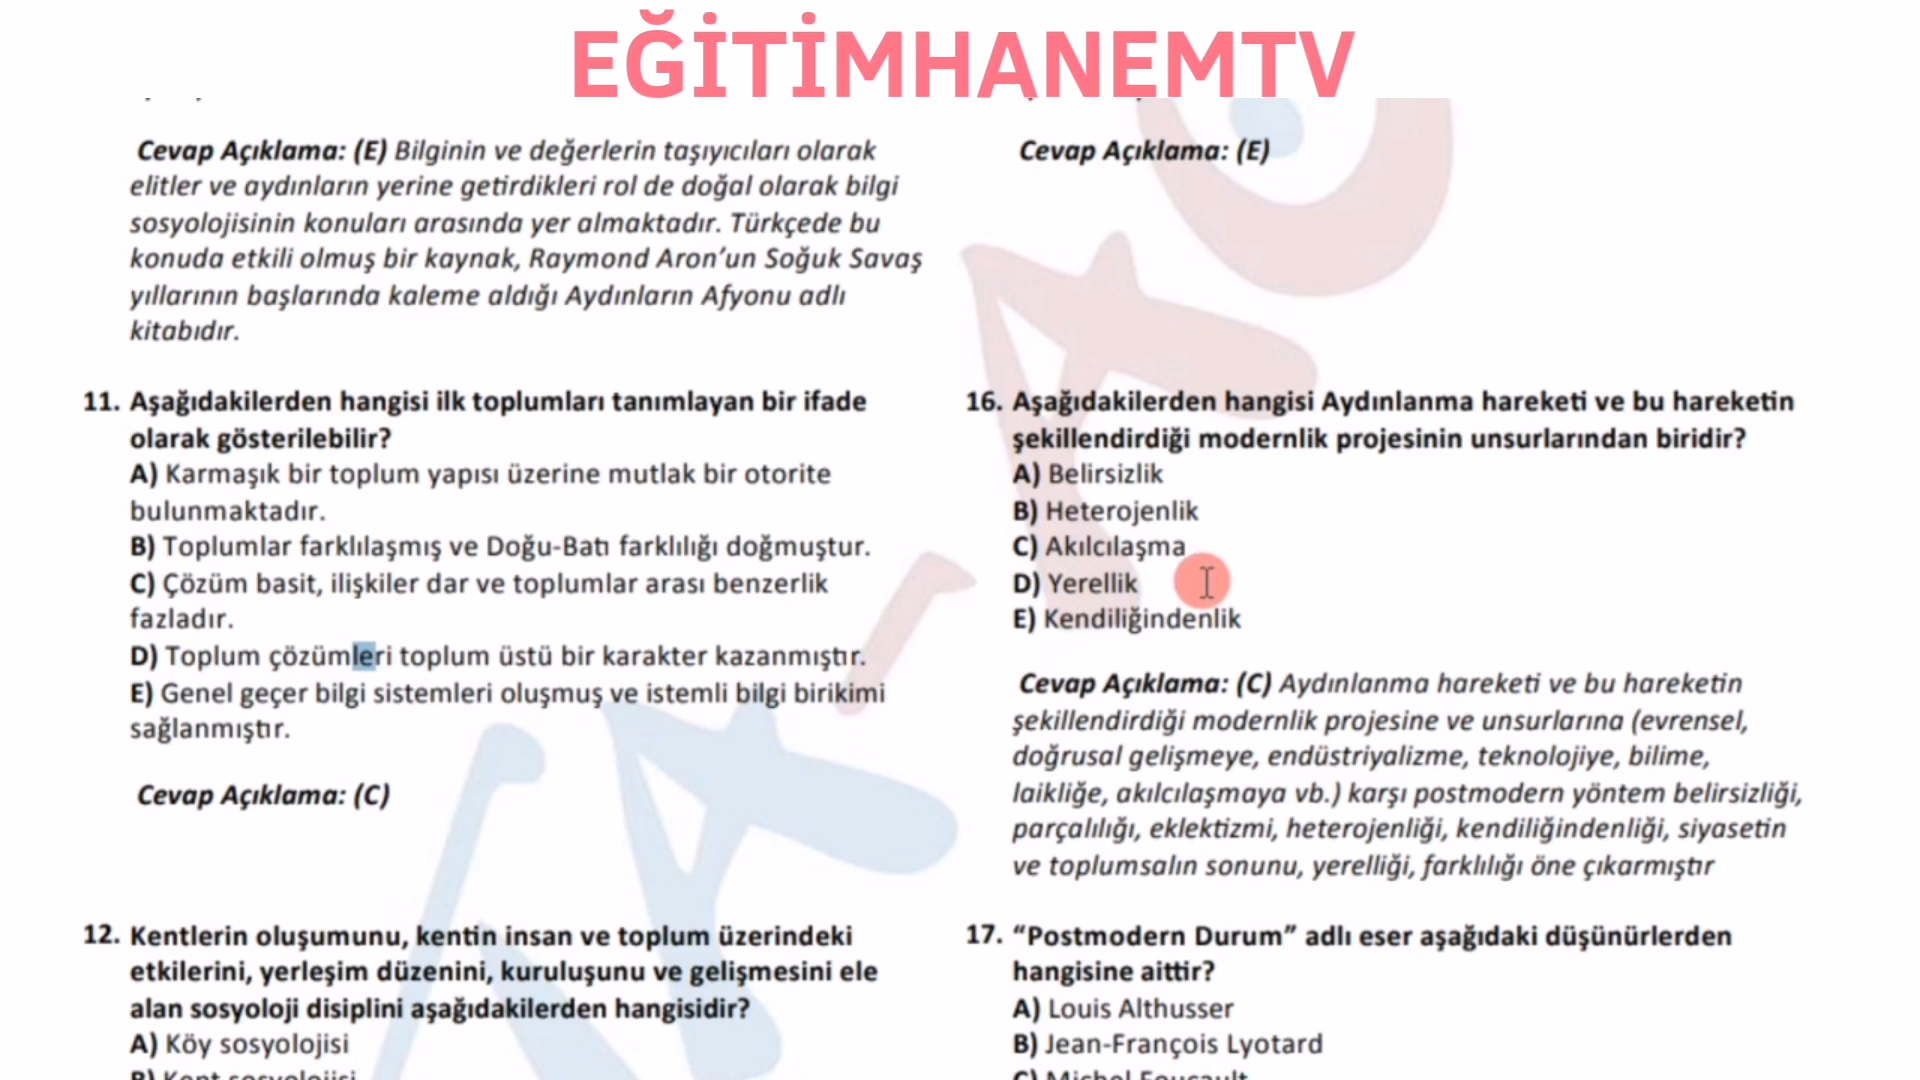 EĞİTİMHANEMTV
Cevap Açıklama: (E) Bilginin ve değerlerin taşıyıcıları olarak
elitler ve aydınların yerine getirdikleri rol de doğal olarak bilgi
sosyolojisinin konuları arasında yer almaktadır. Türkçede bu
konuda etkili olmuş bir kaynak, Raymond Aron’un Soğuk Savaş
yıllarının başlarında kaleme aldığı Aydınların Afyonu adlı
kitabıdır.
11. Aşağıdakilerden hangisi ilk toplumları tanımlayan bir ifade
olarak gösterilebilir?
A) Karmaşık bir toplum yapısı üzerine mutlak bir otorite
bulunmaktadır.
B) Toplumlar farklılaşmış ve Doğu-Batı farklılığı doğmuştur.
C) Çözüm basit, ilişkiler dar ve toplumlar arası benzerlik
fazladır.
D) Toplum çözümleri toplum üstü bir karakter kazanmıştır.
E) Genel geçer bilgi sistemleri oluşmuş ve istemli bilgi birikimi
sağlanmıştır.
Cevap Açıklama: (C)
12. Kentlerin oluşumunu, kentin insan ve toplum üzerindeki
etkilerini, yerleşim düzenini, kuruluşunu ve gelişmesini ele
alan sosyoloji disiplini aşağıdakilerden hangisidir?
A) Köy sosyolojisi
B) Kent sosyolojisi
Cevap Açıklama: (E)
16. Aşağıdakilerden hangisi Aydınlanma hareketi ve bu hareketin
şekillendirdiği modernlik projesinin unsurlarından biridir?
A) Belirsizlik
B) Heterojenlik
C) Akılcılaşma
D) Yerellik
E) Kendiliğindenlik
Cevap Açıklama: (C) Aydınlanma hareketi ve bu hareketin
şekillendirdiği modernlik projesine ve unsurlarına (evrensel,
doğrusal gelişmeye, endüstriyalizme, teknolojiye, bilime,
laikliğe, akılcılaşmaya vb.) karşı postmodern yöntem belirsizliği,
parçalılığı, eklektizmi, heterojenliği, kendiliğindenliği, siyasetin
ve toplumsalın sonunu, yerelliği, farklılığı öne çıkarmıştır
17. “Postmodern Durum” adlı eser aşağıdaki düşünürlerden
hangisine aittir?
A) Louis Althusser
B) Jean-François Lyotard
C) Michel Foucault